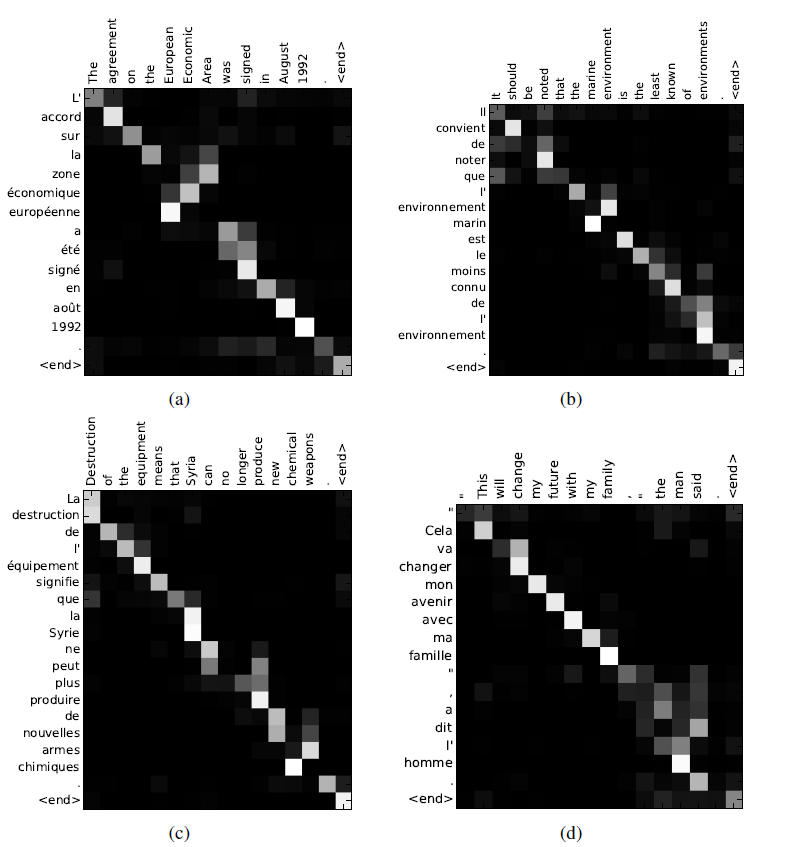 The agreement on the European Economic Area was signed in August 1992 . <end>
L'
accord
sur
la
zone
économique
européenne
a
été
signé
en
août
1992
.
<end>
(a)
It should be noted that the marine environment is the least known of environments . <end>
Il
convient
de
noter
que
l'
environnement
marin
est
le
moins
connu
de
l'
environnement
.
<end>
(b)
Destruction of the equipment means that Syria can no longer produce new chemical weapons . <end>
La
destruction
de
l'
équipement
signifie
que
la
Syrie
ne
peut
plus
produire
de
nouvelles
armes
chimiques
.
<end>
(c)
" This will change my future with my family , " the man said . <end>
"
Cela
va
changer
mon
avenir
avec
ma
famille
"
,
a
dit
l'
homme
.
<end>
(d)